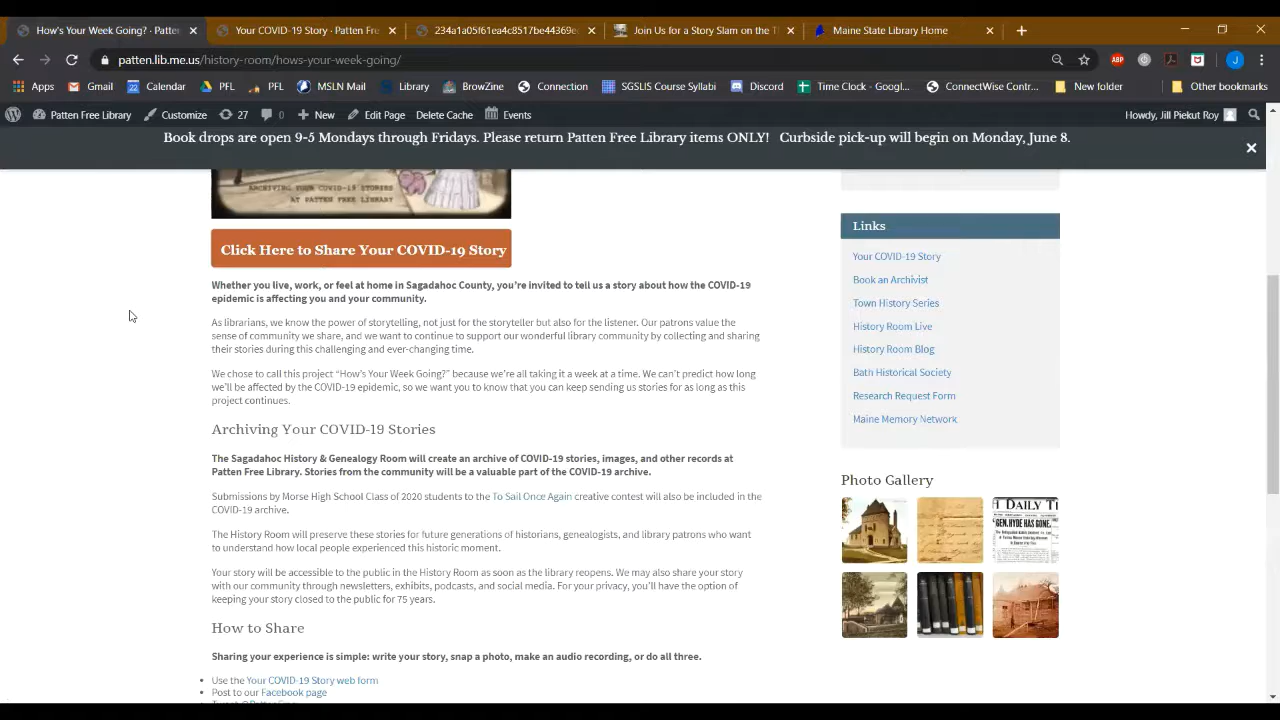 How's Your Week Going? - Patten
Your COVID-19 Story - Patten Fre
234a1a05f61ea4c8517be44369e
Join Us for a Story Slam on the T
Maine State Library Home
patten.lib.me.us/history-room/hows-your-week-going/
ABP
J
Apps Gmail Calendar PFL PFL MSLN Mail Library BrowZine Connection SGSLIS Course Syllabi Discord Time Clock - Googl... ConnectWise Contr... New folder Other bookmarks
Patten Free Library Customize 27 0 + New Edit Page Delete Cache Events Howdy, Jill Piekut Roy
Book drops are open 9-5 Mondays through Fridays. Please return Patten Free Library items ONLY! Curbside pick-up will begin on Monday, June 8.
ARCHIVING YOUR COVID-19 STORIES
AT PATTEN FREE LIBRARY
Click Here to Share Your COVID-19 Story
Whether you live, work, or feel at home in Sagadahoc County, you're invited to tell us a story about how the COVID-19
epidemic is affecting you and your community.
As librarians, we know the power of storytelling, not just for the storyteller but also for the listener. Our patrons value the
sense of community we share, and we want to continue to support our wonderful library community by collecting and sharing
their stories during this challenging and ever-changing time.
We chose to call this project “How's Your Week Going?” because we're all taking it a week at a time. We can't predict how long
we'll be affected by the COVID-19 epidemic, so we want you to know that you can keep sending us stories for as long as this
project continues.
Archiving Your COVID-19 Stories
The Sagadahoc History & Genealogy Room will create an archive of COVID-19 stories, images, and other records at
Patten Free Library. Stories from the community will be a valuable part of the COVID-19 archive.
Submissions by Morse High School Class of 2020 students to the To Sail Once Again creative contest will also be included in the
COVID-19 archive.
The History Room will preserve these stories for future generations of historians, genealogists, and library patrons who want
to understand how local people experienced this historic moment.
Your story will be accessible to the public in the History Room as soon as the library reopens. We may also share your story
with our community through newsletters, exhibits, podcasts, and social media. For your privacy, you'll have the option of
keeping your story closed to the public for 75 years.
How to Share
Sharing your experience is simple: write your story, snap a photo, make an audio recording, or do all three.
Use the Your COVID-19 Story web form
Post to our Facebook page
Links
Your COVID-19 Story
Book an Archivist
Town History Series
History Room Live
History Room Blog
Bath Historical Society
Research Request Form
Maine Memory Network
Photo Gallery
DAILY TI
GEN. HYDE HAS GONE.